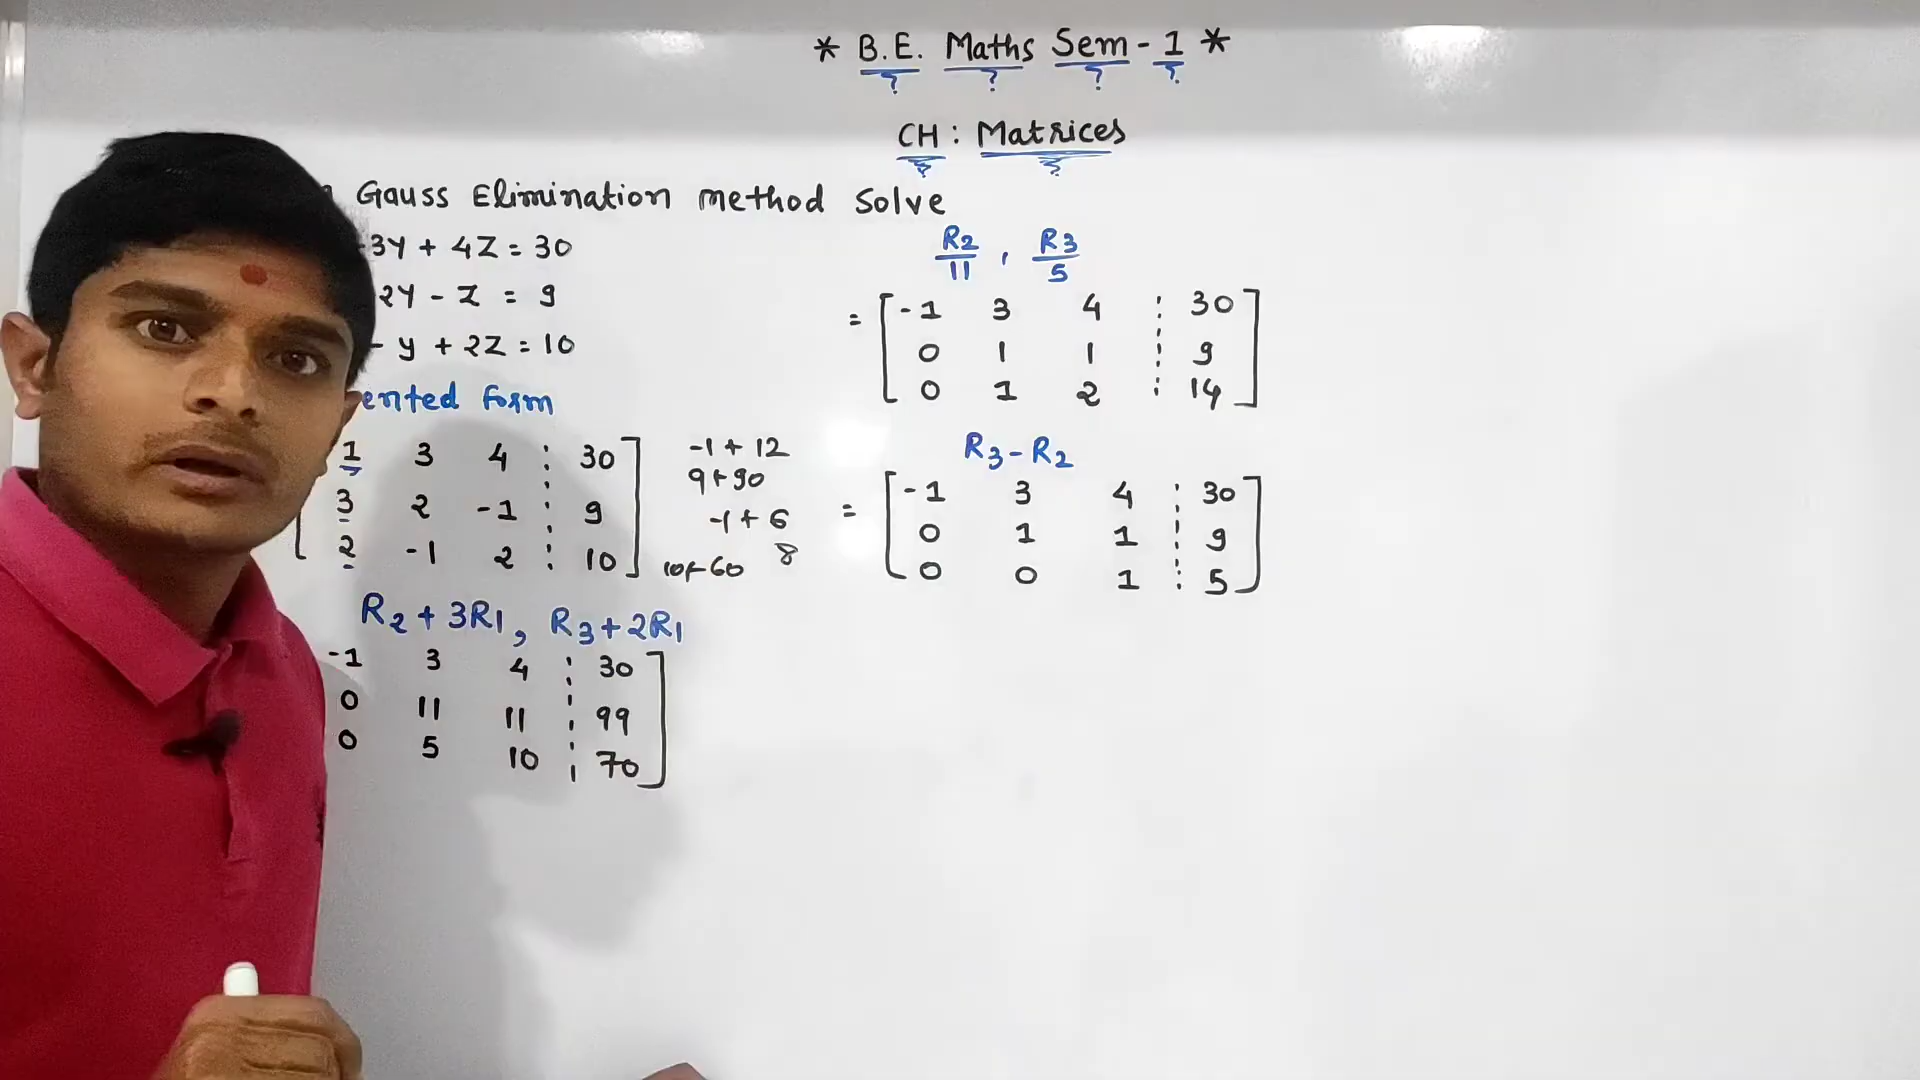 * B.E. Maths Sem - 1 *
CH : Matrices
Gauss Elimination method Solve
3Y + 4Z = 30
2Y - Z = 9
- y + 2Z = 10
ented form
1 3 4 : 30
3 2 -1 : 9
2 -1 2 : 10
-1 + 12
9 + 90
-1 + 6
8
10+60
R2 + 3R1, R3 + 2R1
-1 3 4 : 30
0 11 11 : 99
0 5 10 : 70
R2/11 , R3/5
= [ -1 3 4 : 30 ]
0 1 1 : 9
0 1 2 : 14
R3 - R2
= [ -1 3 4 : 30 ]
0 1 1 : 9
0 0 1 : 5